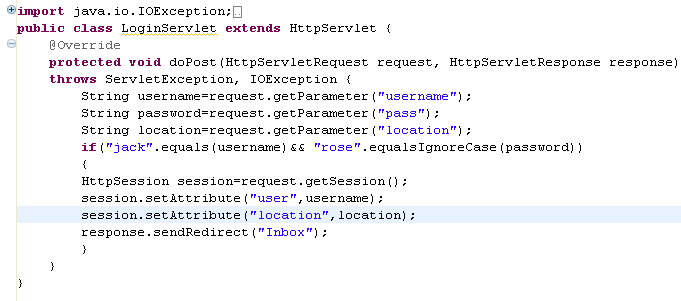 import java.io.IOException;
public class LoginServlet extends HttpServlet {
@Override
protected void doPost(HttpServletRequest request, HttpServletResponse response)
throws ServletException, IOException {
String username=request.getParameter("username");
String password=request.getParameter("pass");
String location=request.getParameter("location");
if("jack".equals(username)&& "rose".equalsIgnoreCase(password))
{
HttpSession session=request.getSession();
session.setAttribute("user",username);
session.setAttribute("location",location);
response.sendRedirect("Inbox");
}
}
}